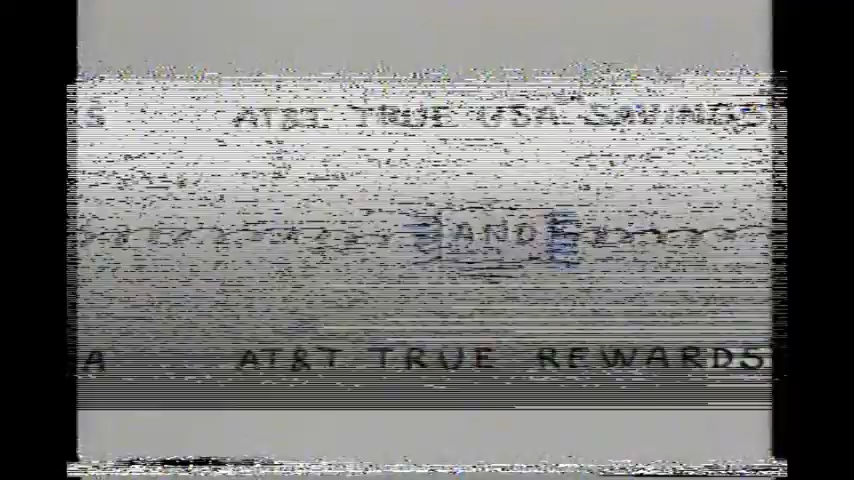 S AT&T TRUE USA SAVINGS
AND
A AT&T TRUE REWARDS